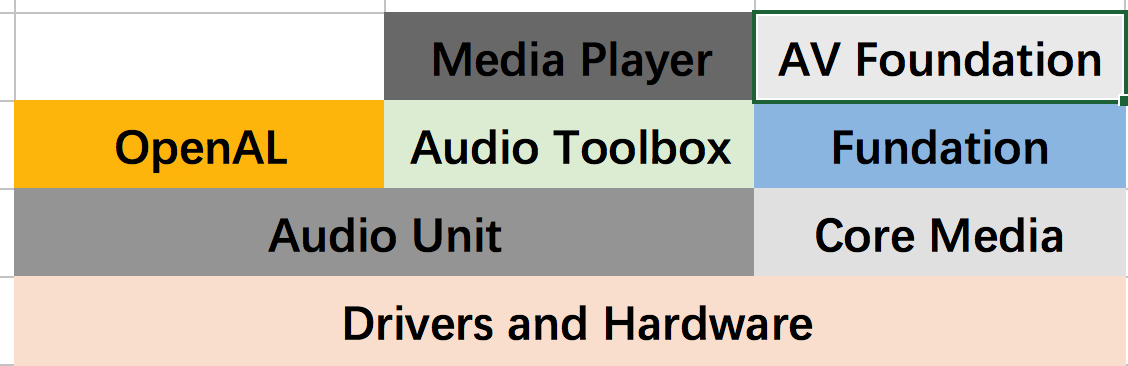 Media Player
AV Foundation
OpenAL
Audio Toolbox
Fundation
Audio Unit
Core Media
Drivers and Hardware